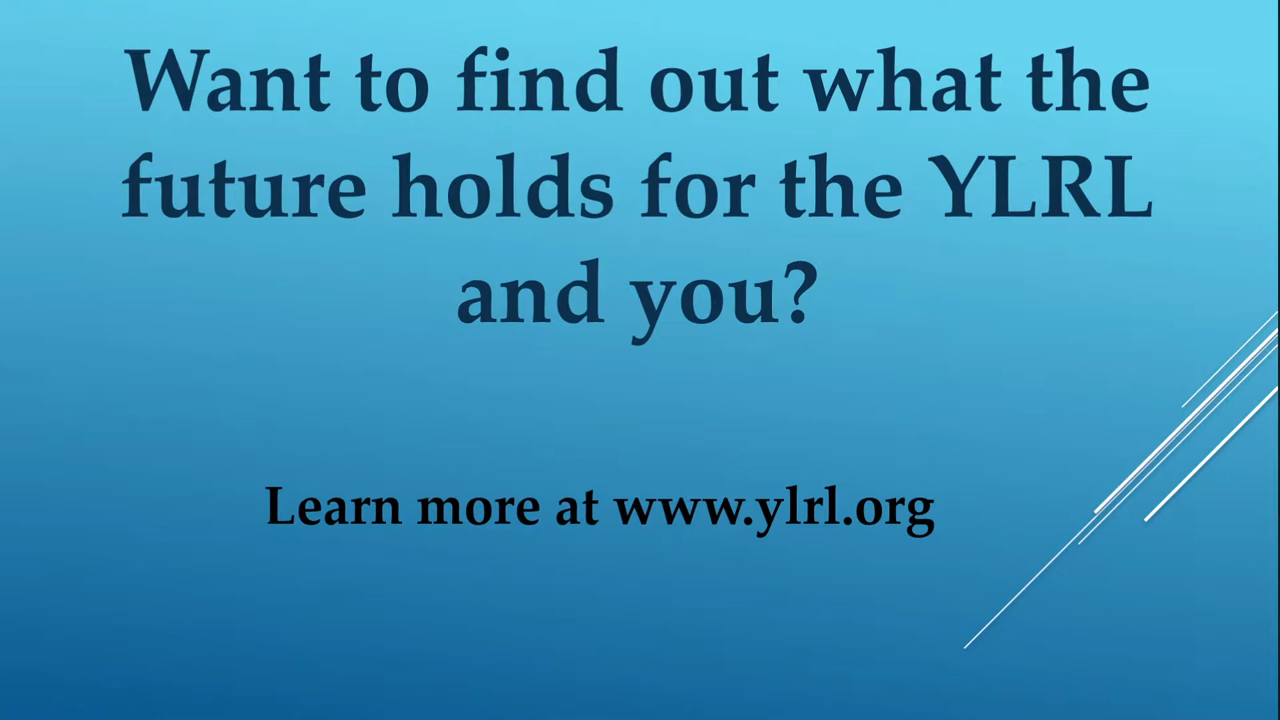 Want to find out what the
future holds for the YLRL
and you?
Learn more at www.ylrl.org